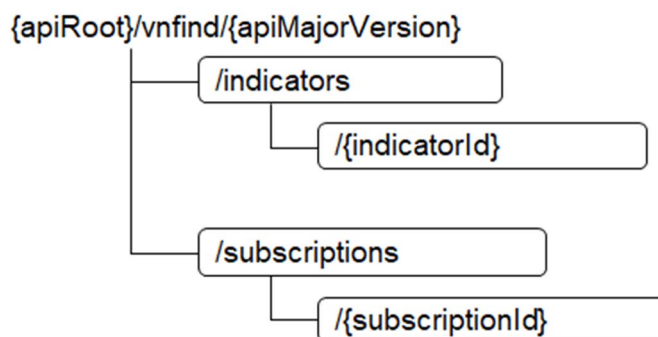 {apiRoot}/vnfind/{apiMajorVersion}
/indicators
/{indicatorId}
/subscriptions
/{subscriptionId}